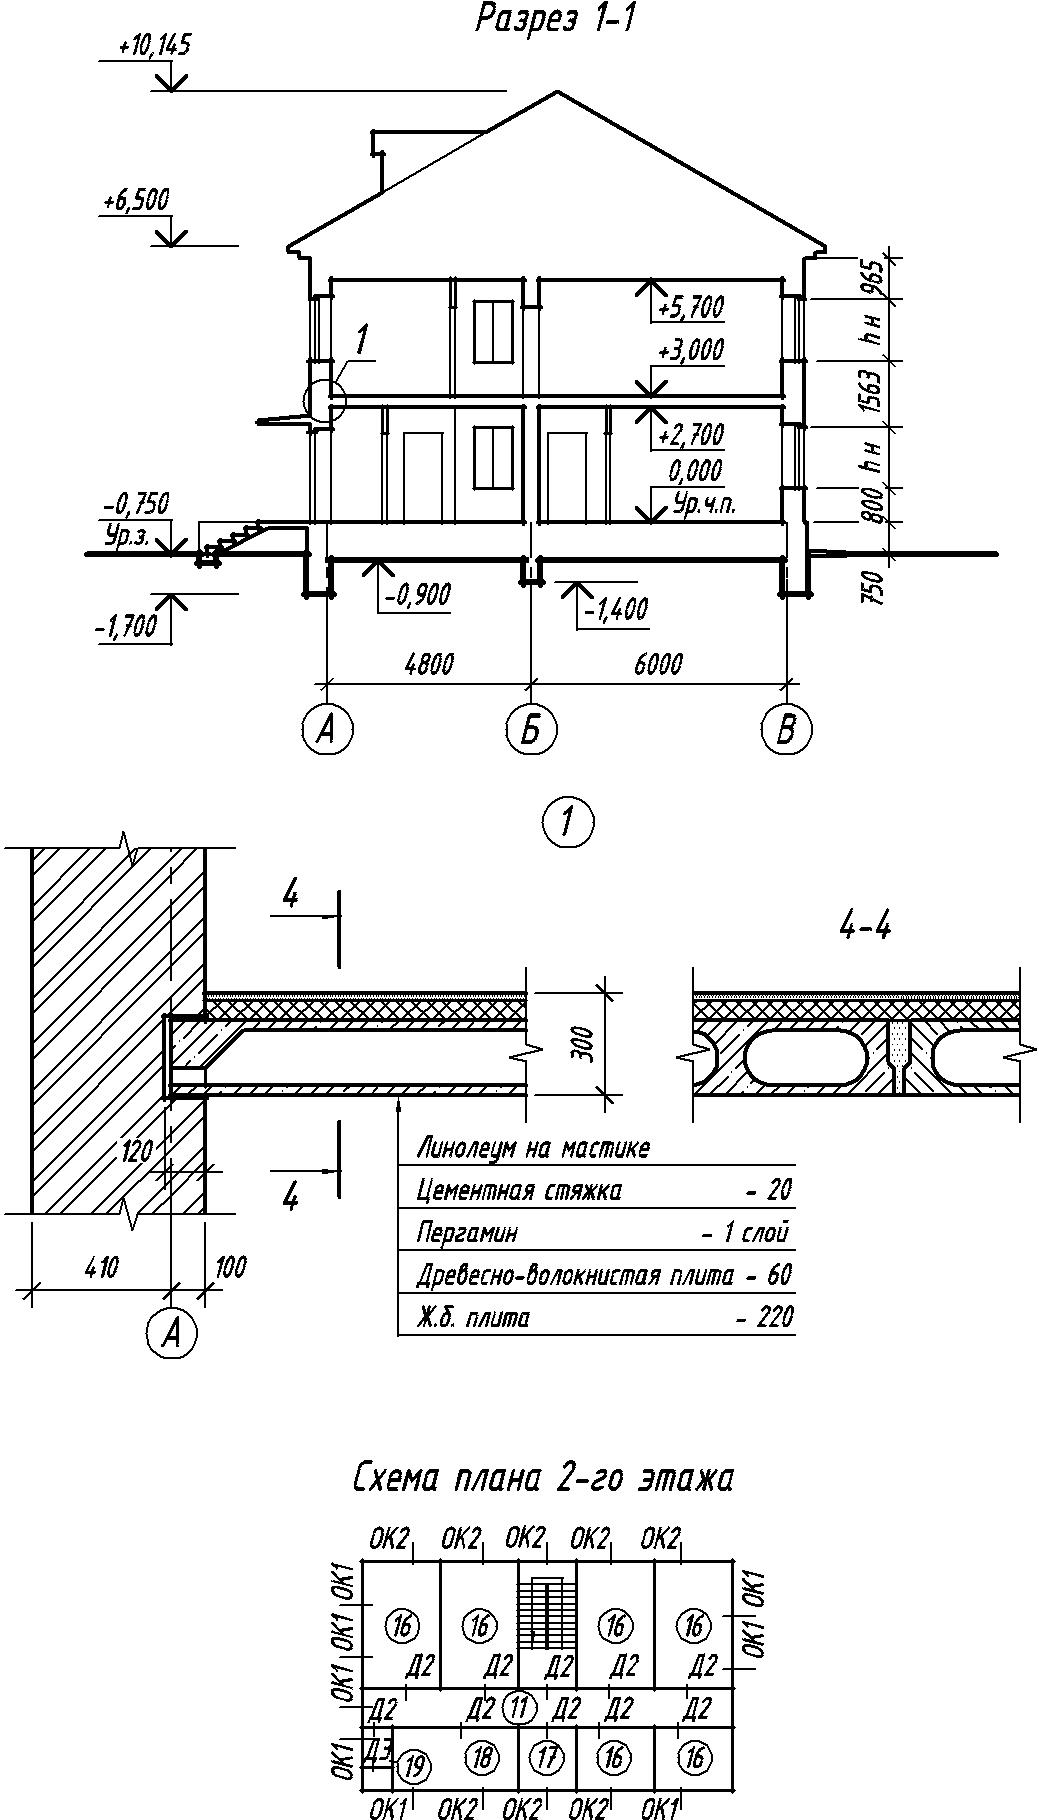 Разрез 1-1
+10,145
+6,500
965
+5,700
hн
1
+3,000
1563
+2,700
hн
0,000
Ур.ч.п.
800
-0,750
Ур.з.
750
-0,900
-1,400
-1,700
4800
6000
А
Б
В
1
4
4-4
300
120
4
Линолеум на мастике
Цементная стяжка - 20
Пергамин - 1 слой
Древесно-волокнистая плита - 60
Ж.б. плита - 220
410
100
А
Схема плана 2-го этажа
ОК2 ОК2 ОК2 ОК2 ОК2
ОК1 ОК1
ОК1 16 16 16 16 ОК1
ОК1 Д2 Д2 Д2 Д2 Д2
Д2 Д2 11 Д2 Д2 Д2
ОК1 Д3 19 18 17 16 16
ОК1 ОК2 ОК2 ОК2 ОК1